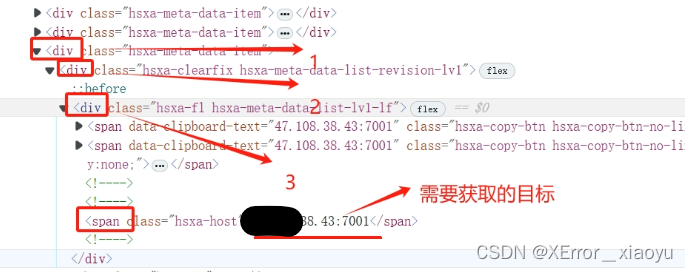 <div class="hsxa-meta-data-item"> ••• </div>
<div class="hsxa-meta-data-item"> ••• </div>
<div class="hsxa-meta-data-item">
1
<div class="hsxa-clearfix hsxa-meta-data-list-revision-lv1"> flex
::before
2
<div class="hsxa-fl hsxa-meta-data-list-lv1-lf"> flex == $0
<span data-clipboard-text="47.108.38.43:7001" class="hsxa-copy-btn hsxa-copy-btn-no-li
<span data-clipboard-text="47.108.38.43:7001" class="hsxa-copy-btn hsxa-copy-btn-no-li
y:none;"> ••• </span>
3
<!---->
需要获取的目标
<!---->
<span class="hsxa-host" 38.43:7001</span>
<!---->
</div>
CSDN @XError__xiaoyu